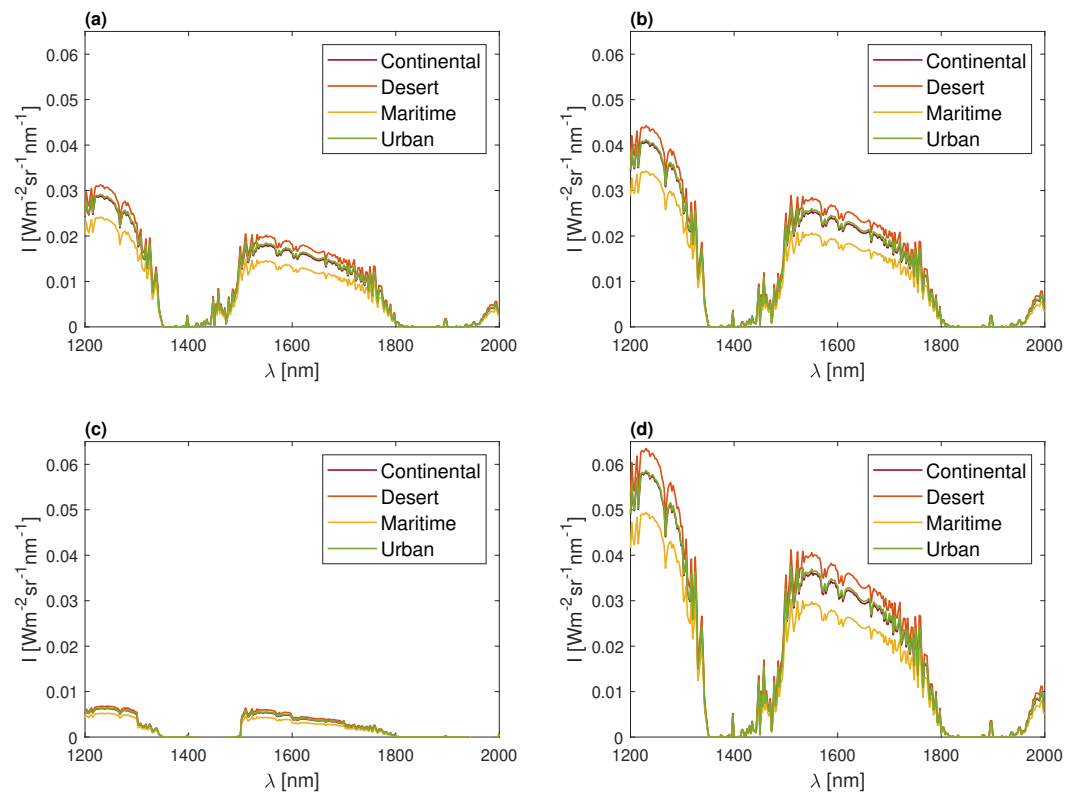 (a)
I [Wm-2sr-1nm-1]
0.06
0.05
0.04
0.03
0.02
0.01
0
Continental
Desert
Maritime
Urban
1200 1400 1600 1800 2000
λ [nm]
(b)
I [Wm-2sr-1nm-1]
0.06
0.05
0.04
0.03
0.02
0.01
0
Continental
Desert
Maritime
Urban
1200 1400 1600 1800 2000
λ [nm]
(c)
I [Wm-2sr-1nm-1]
0.06
0.05
0.04
0.03
0.02
0.01
0
Continental
Desert
Maritime
Urban
1200 1400 1600 1800 2000
λ [nm]
(d)
I [Wm-2sr-1nm-1]
0.06
0.05
0.04
0.03
0.02
0.01
0
Continental
Desert
Maritime
Urban
1200 1400 1600 1800 2000
λ [nm]